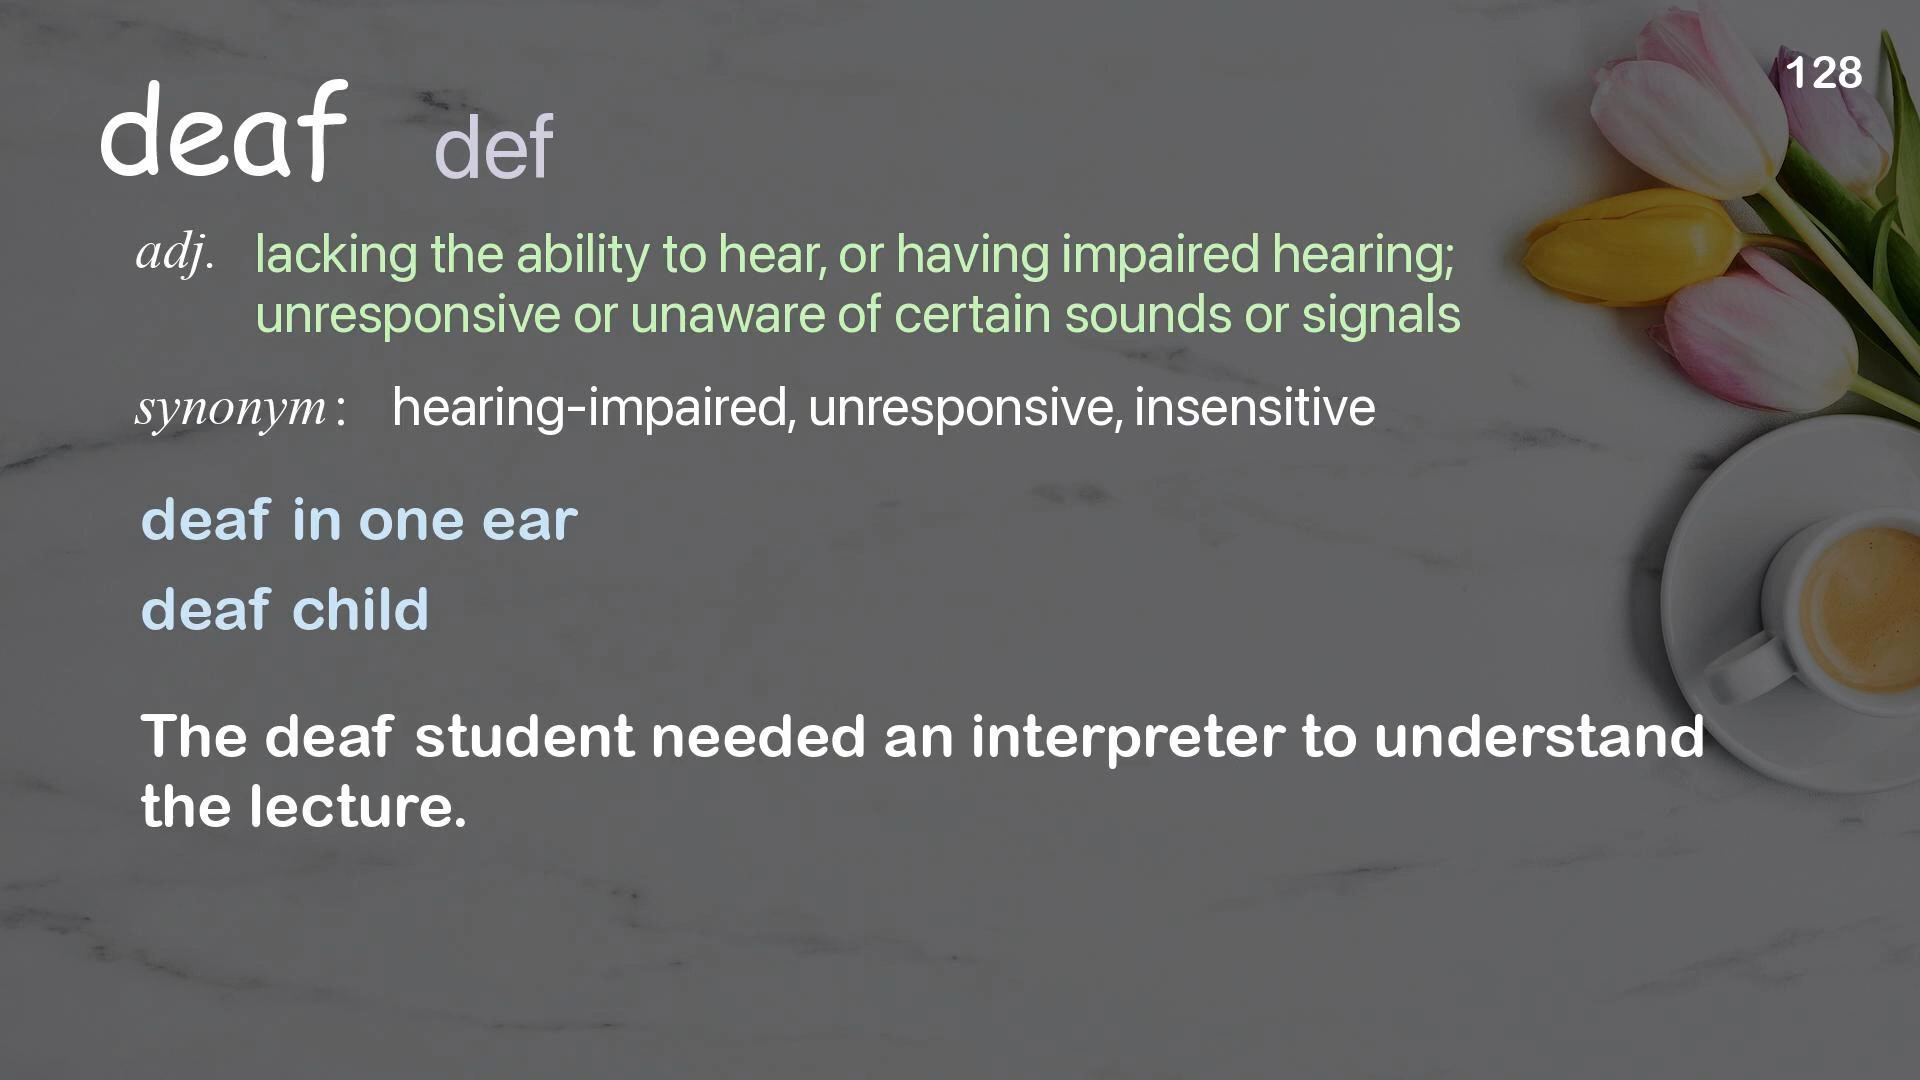 128
deaf def
adj. lacking the ability to hear, or having impaired hearing;
unresponsive or unaware of certain sounds or signals
synonym : hearing-impaired, unresponsive, insensitive
deaf in one ear
deaf child
The deaf student needed an interpreter to understand
the lecture.